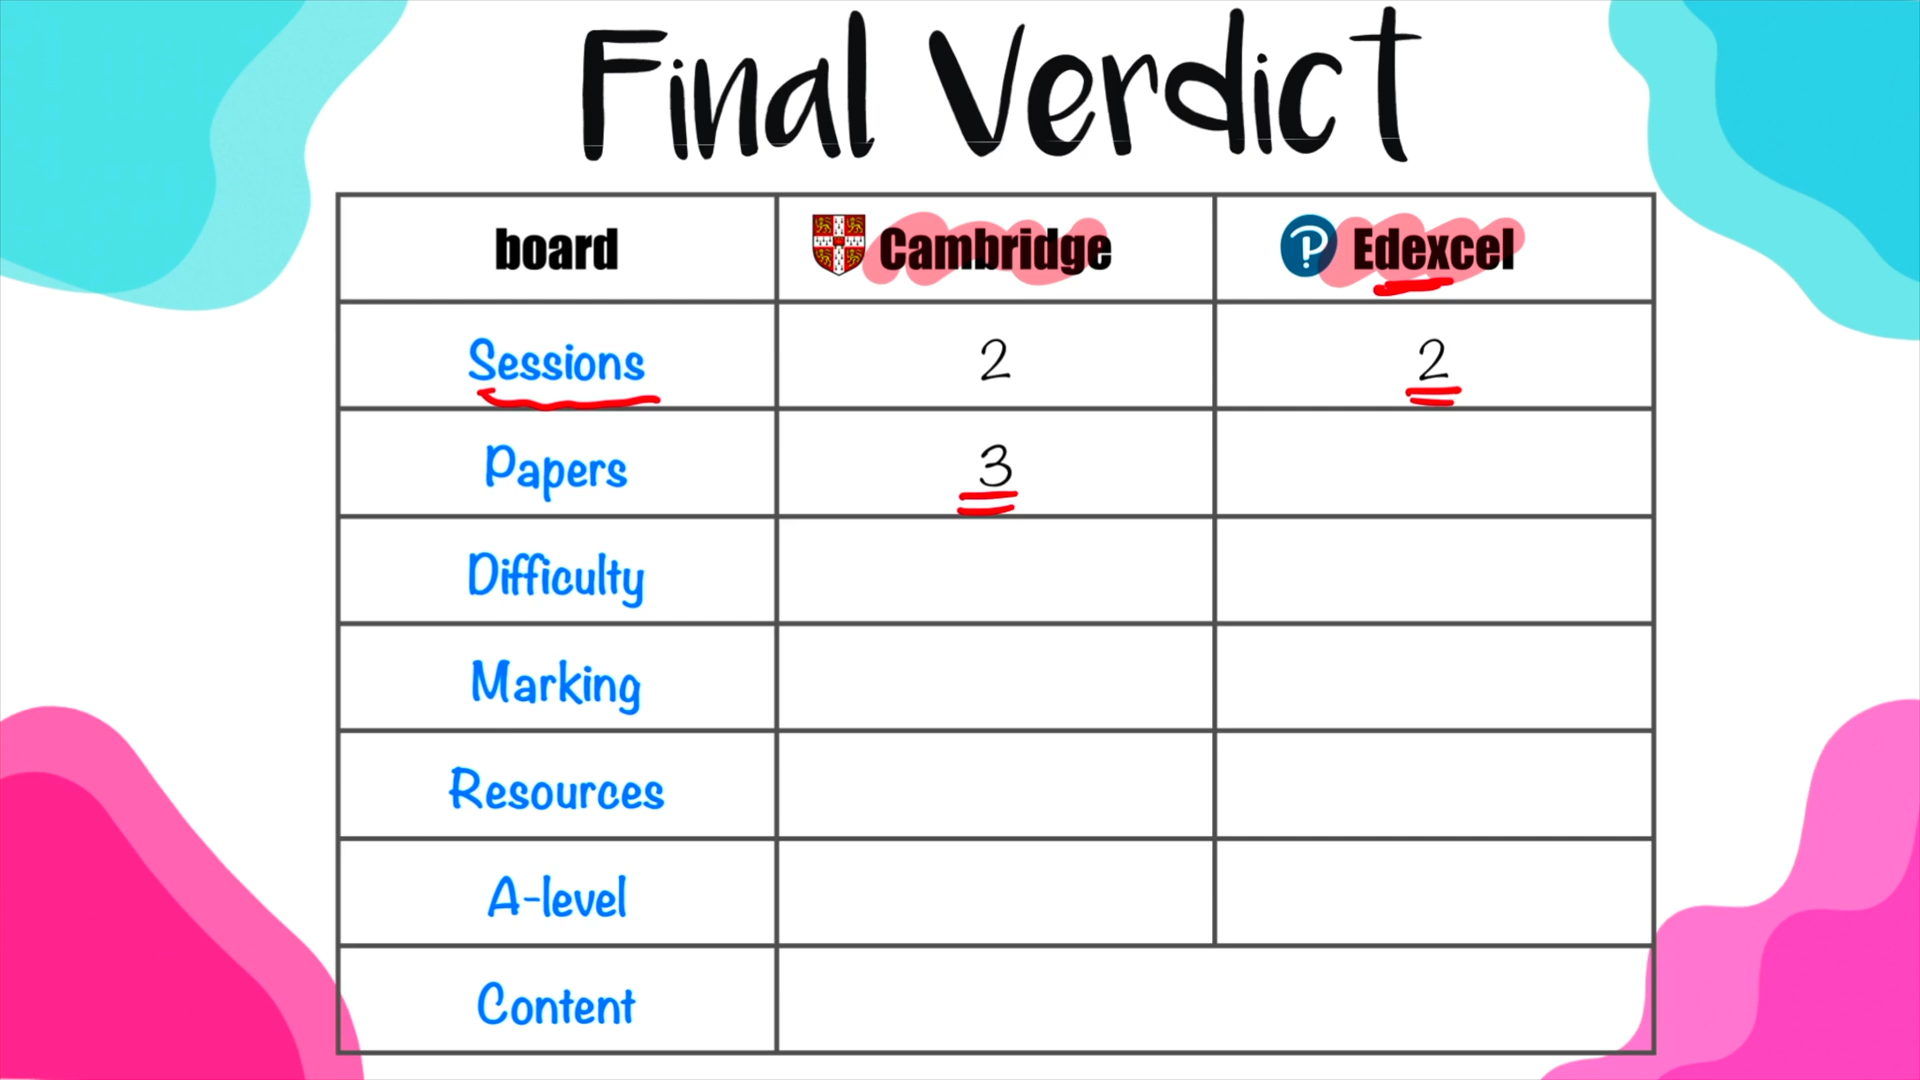 Final Verdict
board Cambridge Edexcel
Sessions 2 2
Papers 3
Difficulty
Marking
Resources
A-level
Content